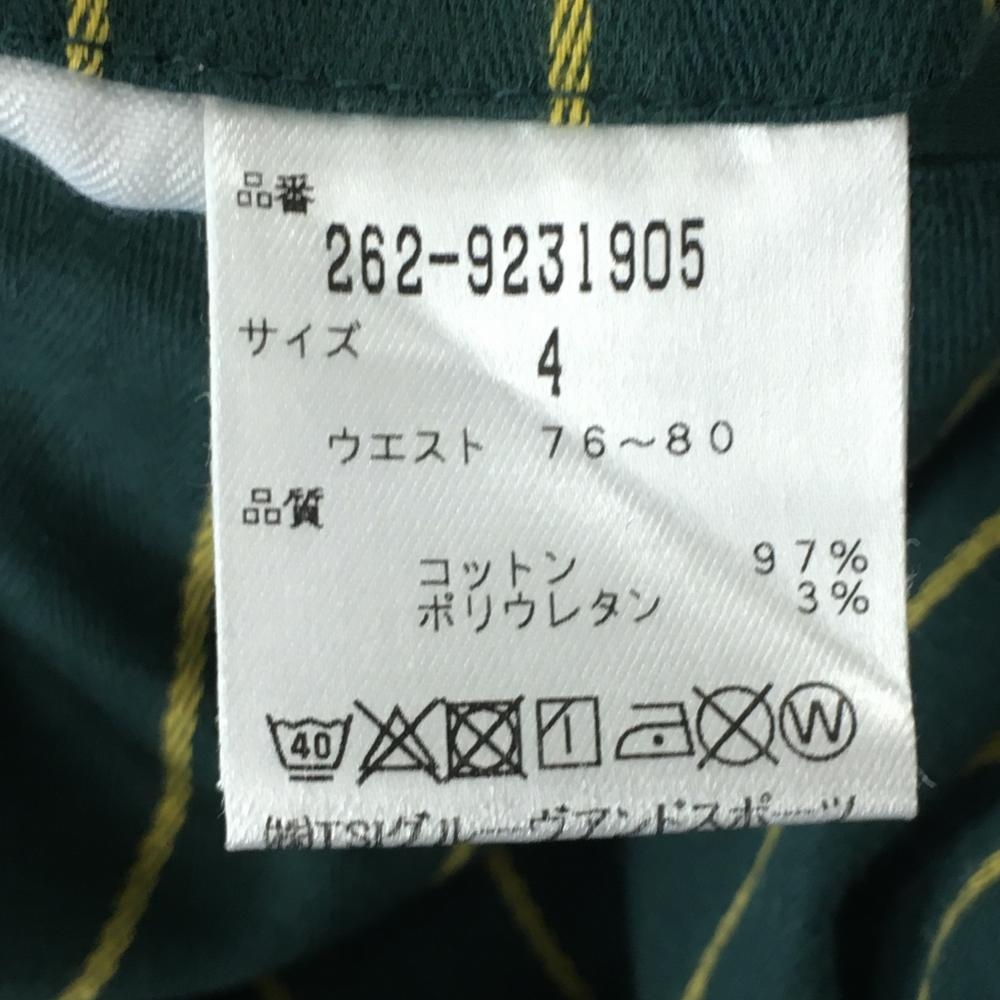 品番
262-9231905
サイズ
4
ウエスト 76~80
品質
コットン 97%
ポリウレタン 3%
40 W
㈱TSIグルーヴアンドスポーツ